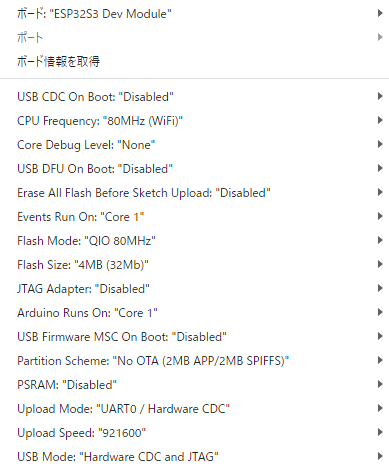 ボード: "ESP32S3 Dev Module"
ポート
ボード情報を取得
USB CDC On Boot: "Disabled"
CPU Frequency: "80MHz (WiFi)"
Core Debug Level: "None"
USB DFU On Boot: "Disabled"
Erase All Flash Before Sketch Upload: "Disabled"
Events Run On: "Core 1"
Flash Mode: "QIO 80MHz"
Flash Size: "4MB (32Mb)"
JTAG Adapter: "Disabled"
Arduino Runs On: "Core 1"
USB Firmware MSC On Boot: "Disabled"
Partition Scheme: "No OTA (2MB APP/2MB SPIFFS)"
PSRAM: "Disabled"
Upload Mode: "UART0 / Hardware CDC"
Upload Speed: "921600"
USB Mode: "Hardware CDC and JTAG"